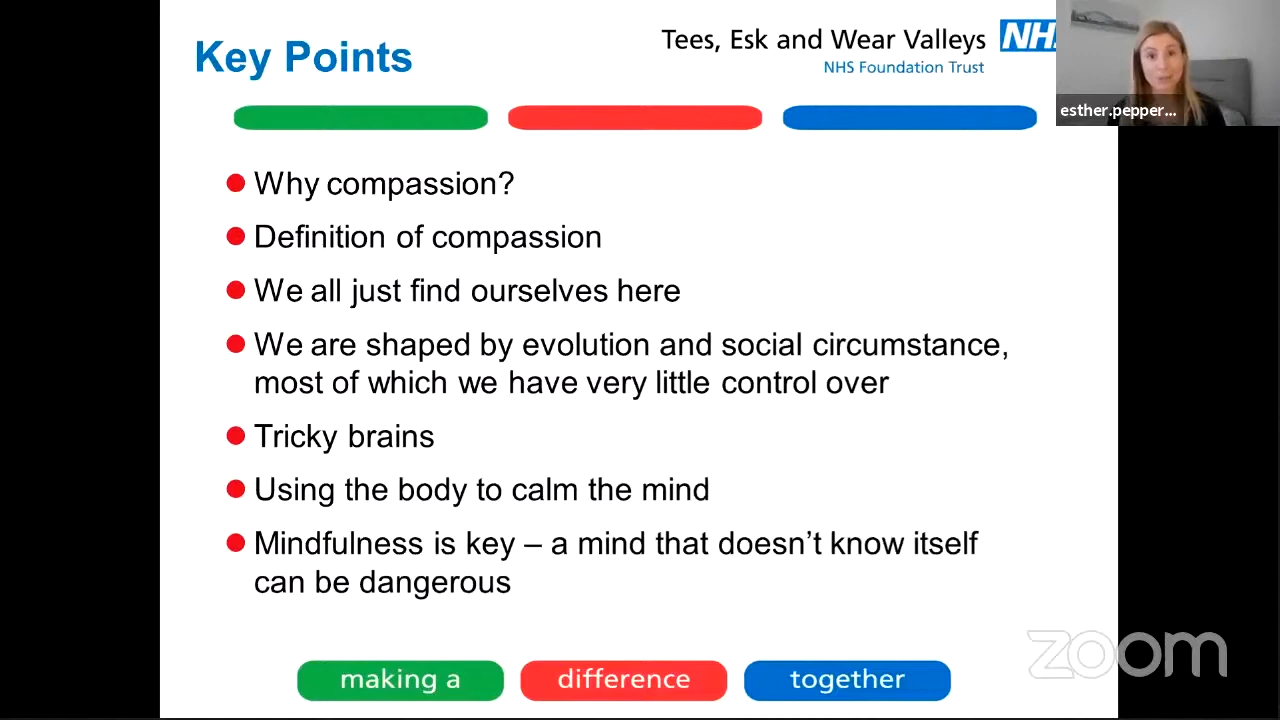 Key Points
Tees, Esk and Wear Valleys NH
NHS Foundation Trust
esther.pepper...
Why compassion?
Definition of compassion
We all just find ourselves here
We are shaped by evolution and social circumstance,
most of which we have very little control over
Tricky brains
Using the body to calm the mind
Mindfulness is key – a mind that doesn’t know itself
can be dangerous
zoom
making a difference together